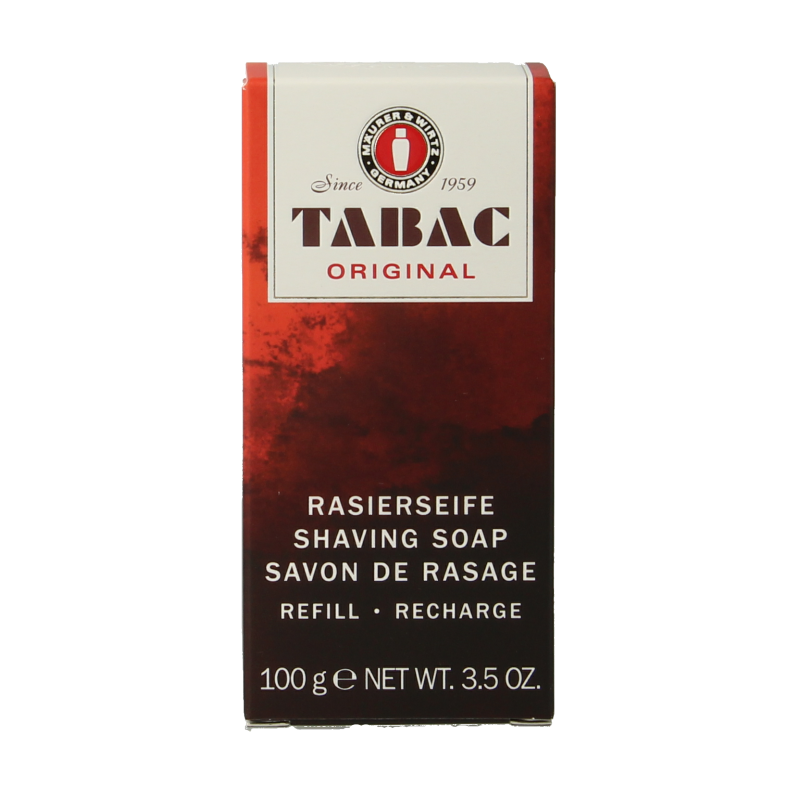 MÄURER & WIRTZ
• GERMANY •
Since 1959
TABAC
ORIGINAL
RASIERSEIFE
SHAVING SOAP
SAVON DE RASAGE
REFILL • RECHARGE
100 g ℮ NET WT. 3.5 OZ.